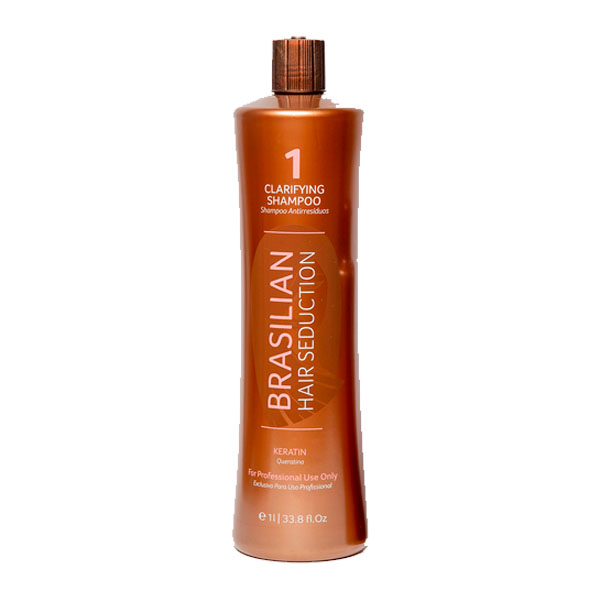 1
CLARIFYING
SHAMPOO
Shampoo Antirresíduos
BRASILIAN
HAIR SEDUCTION
KERATIN
Queratina
For Professional Use Only
Exclusivo Para Uso Profissional
e 1l | 33.8 fl.Oz